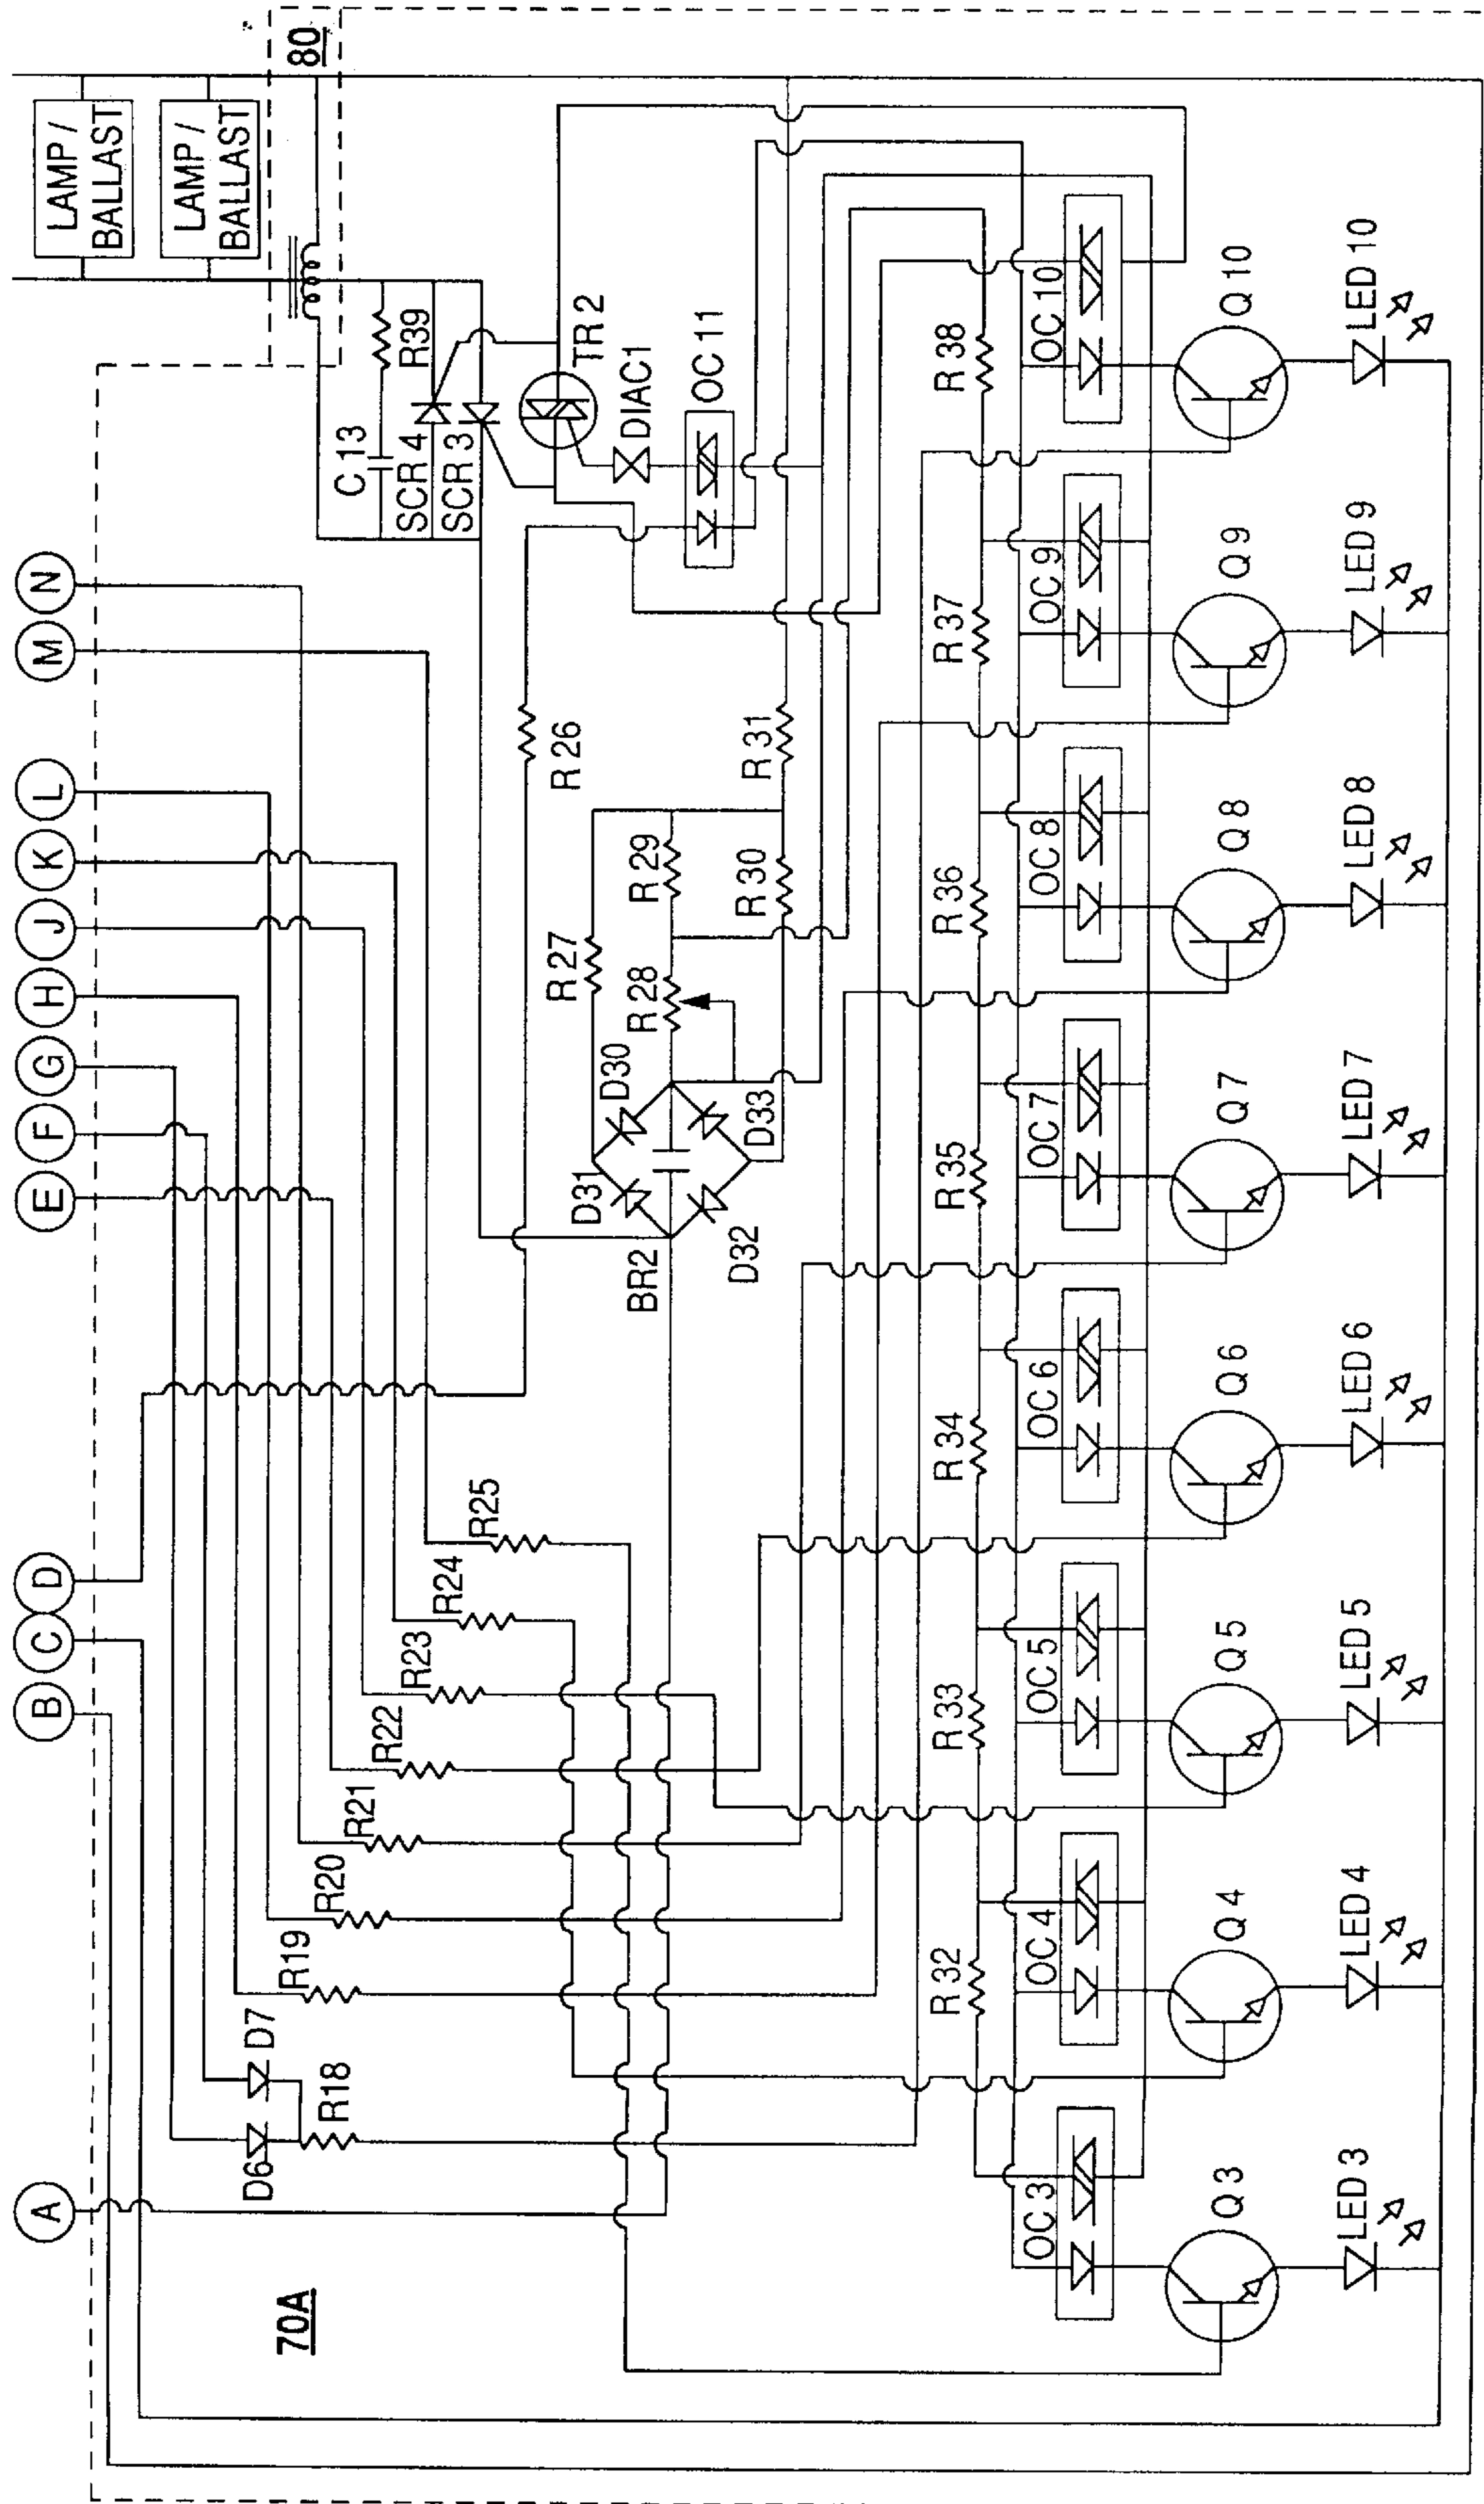 LAMP / BALLAST
LAMP / BALLAST
80
N
M
L
K
J
H
G
F
E
D
C
B
A
R39
C 13
SCR 4
SCR 3
TR 2
DIAC1
OC 11
R 26
R 31
R 29
R 30
R 27
R 28
D30
D33
D31
D32
BR2
R25
R24
R23
R22
R21
R20
R19
D7
D6
R18
70A
R 38
R 37
R 36
R 35
R 34
R 33
R 32
OC 10
OC 9
OC 8
OC 7
OC 6
OC 5
OC 4
OC 3
Q 10
Q 9
Q 8
Q 7
Q 6
Q 5
Q 4
Q 3
LED 10
LED 9
LED 8
LED 7
LED 6
LED 5
LED 4
LED 3